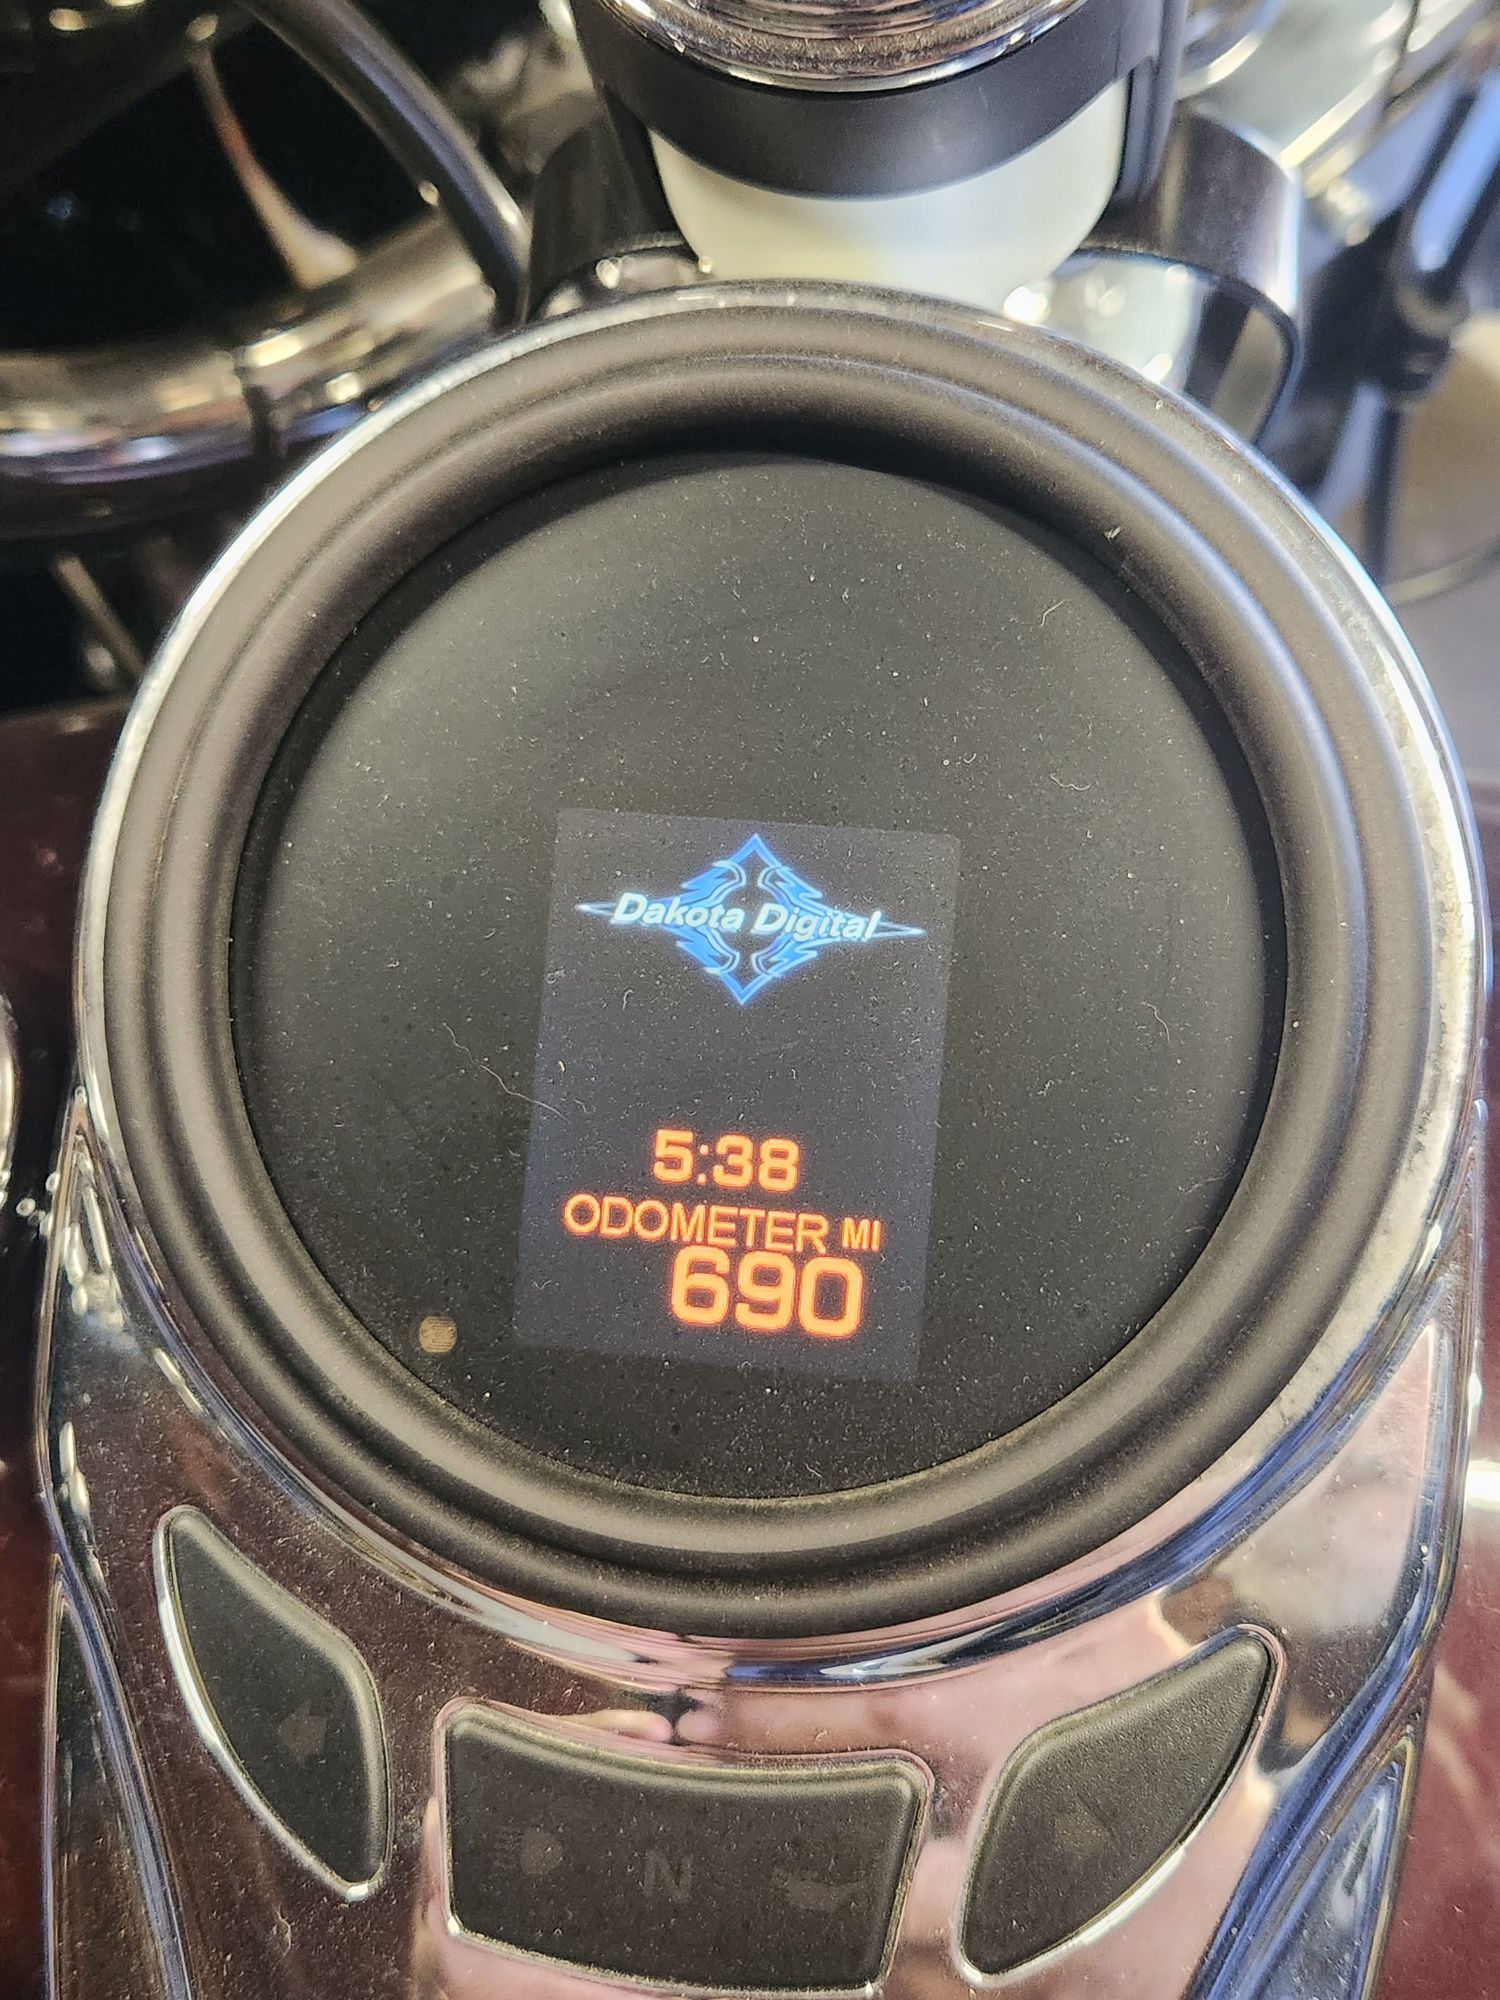 Dakota Digital
5:38
ODOMETER MI
690
N